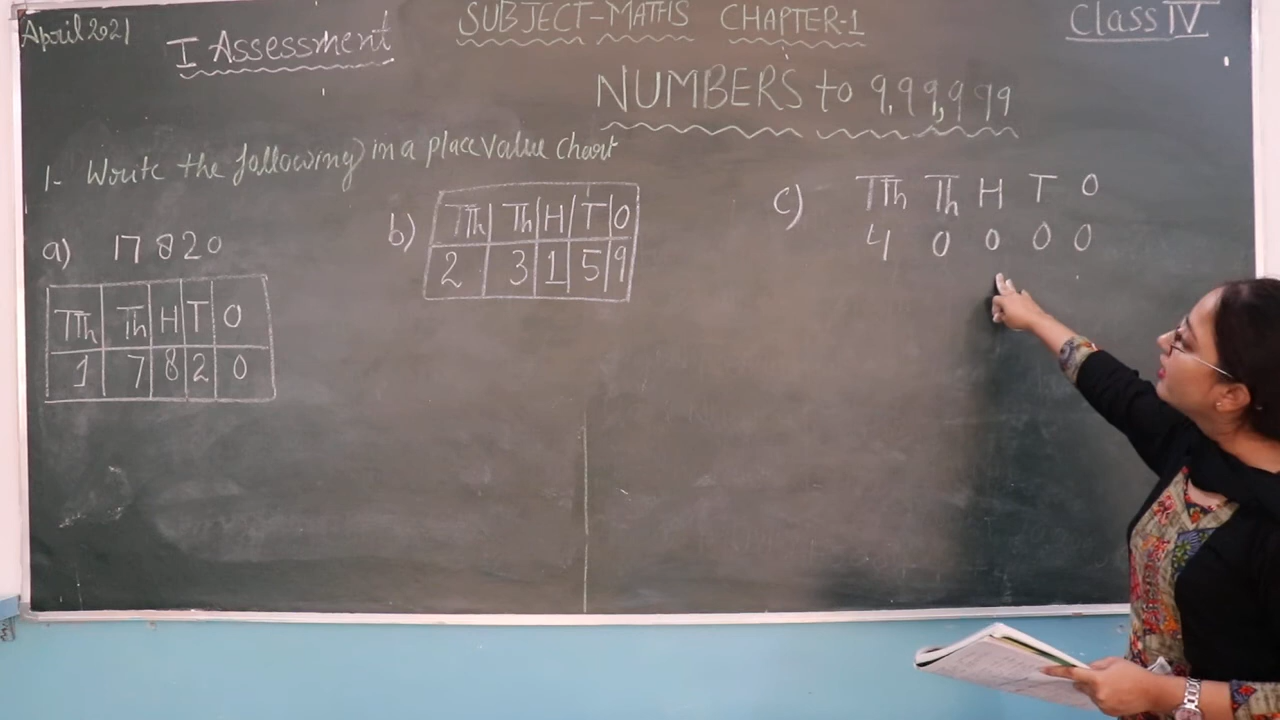 April 2021
I Assessment
SUBJECT-MATHS CHAPTER-1
Class IV
NUMBERS to 9,99,999
1- Write the following in a place value chart
a) 17820
TTh Th H T O
1 7 8 2 0
b)
TTh Th H T O
2 3 1 5 9
c) TTh Th H T O
4 0 0 0 0